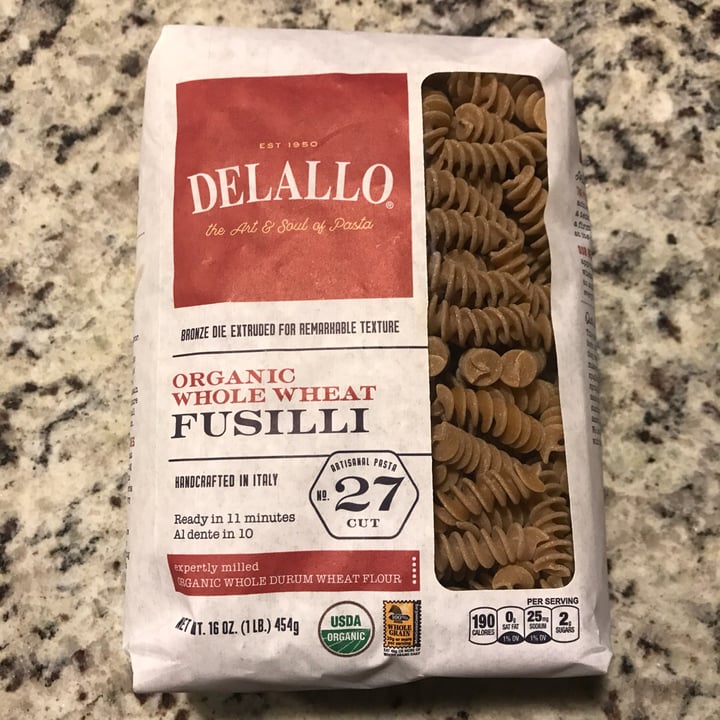 EST 1950
DELALLO®
the Art & Soul of Pasta
BRONZE DIE EXTRUDED FOR REMARKABLE TEXTURE
ORGANIC
WHOLE WHEAT
FUSILLI
HANDCRAFTED IN ITALY
ARTISANAL PASTA
NO. 27
CUT
Ready in 11 minutes
Al dente in 10
expertly milled
ORGANIC WHOLE DURUM WHEAT FLOUR
NET WT. 16 OZ. (1 LB.) 454g
USDA
ORGANIC
100%
WHOLE
GRAIN
PER SERVING
190
CALORIES
0g
SAT FAT
1% DV
25mg
SODIUM
1% DV
2g
SUGARS